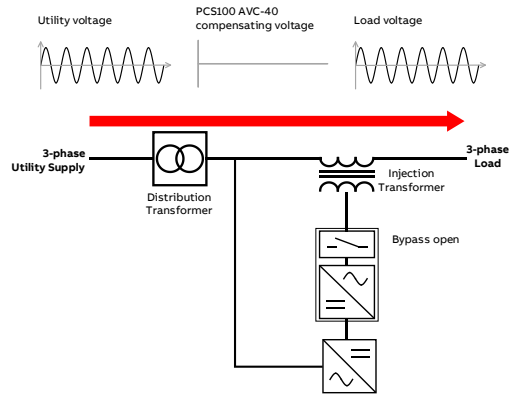 Utility voltage
PCS100 AVC-40
compensating voltage
Load voltage
3-phase
Utility Supply
3-phase
Load
Injection
Transformer
Distribution
Transformer
Bypass open